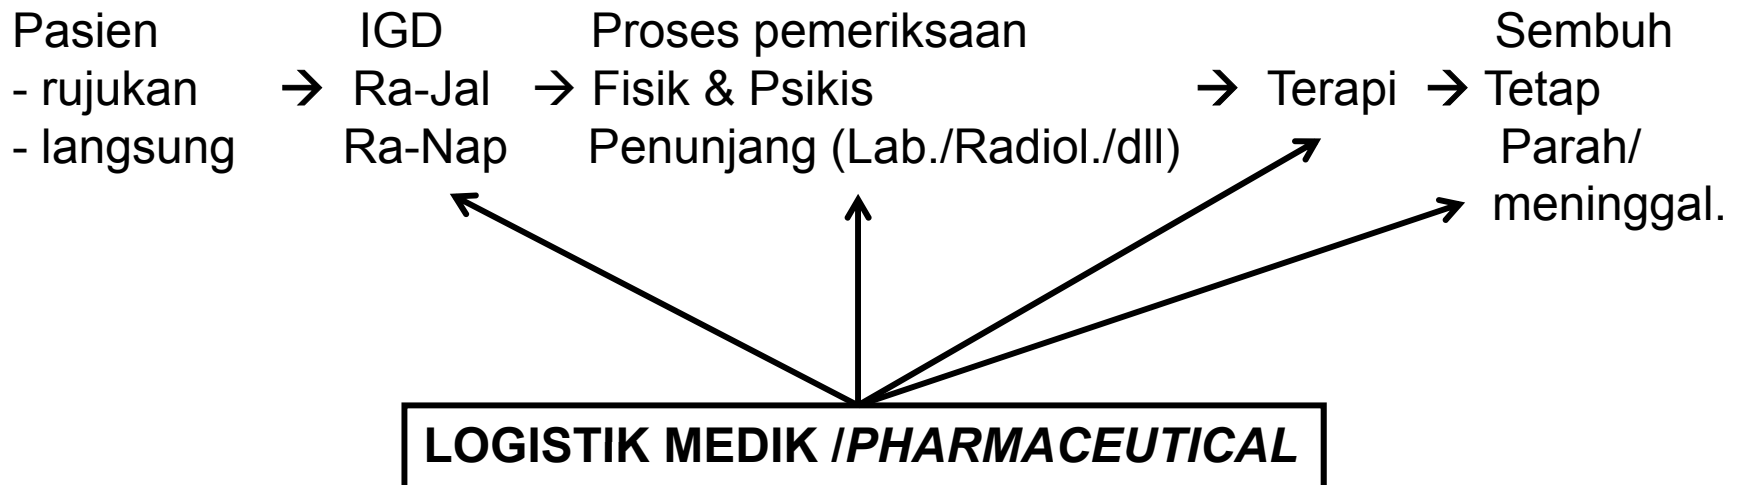 Pasien IGD Proses pemeriksaan Sembuh
- rujukan → Ra-Jal → Fisik & Psikis → Terapi → Tetap
- langsung Ra-Nap Penunjang (Lab./Radiol./dll) Parah/
meninggal.
LOGISTIK MEDIK /PHARMACEUTICAL